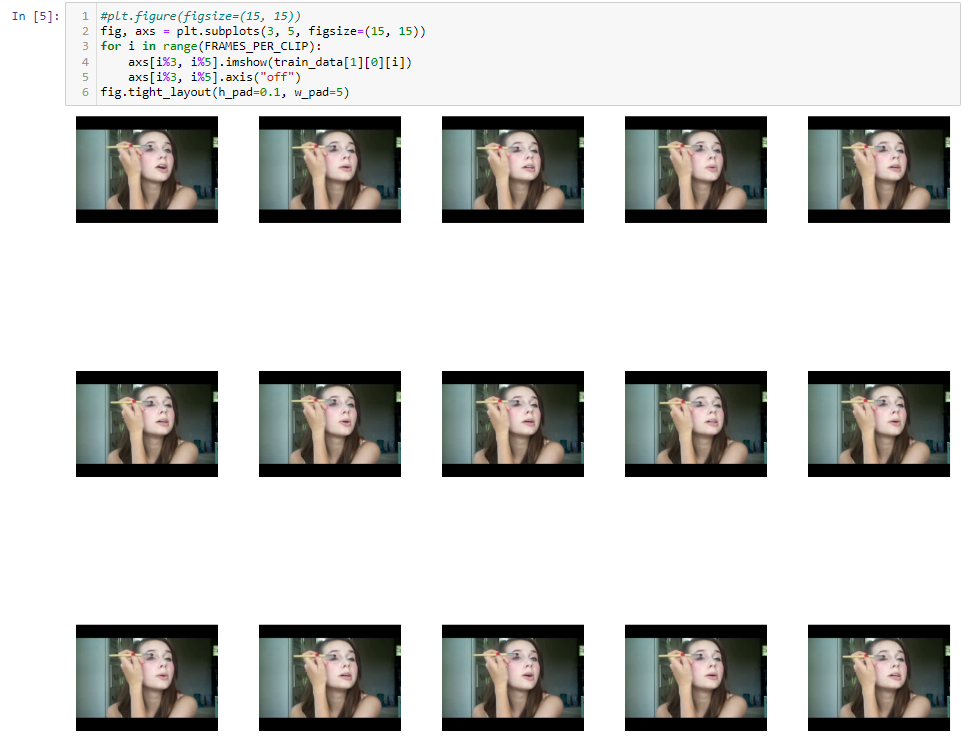 In [5]:
1 #plt.figure(figsize=(15, 15))
2 fig, axs = plt.subplots(3, 5, figsize=(15, 15))
3 for i in range(FRAMES_PER_CLIP):
4     axs[i%3, i%5].imshow(train_data[1][0][i])
5     axs[i%3, i%5].axis("off")
6 fig.tight_layout(h_pad=0.1, w_pad=5)